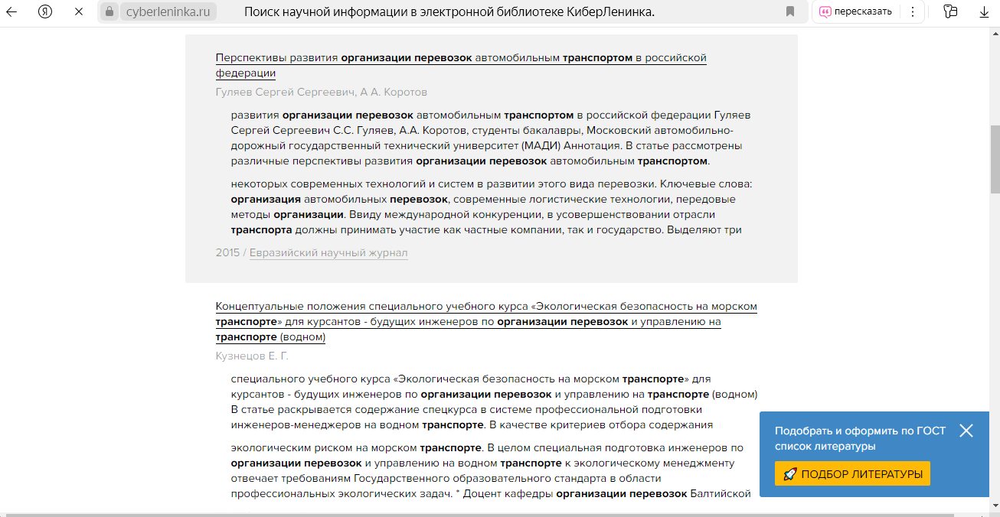 cyberleninka.ru
Поиск научной информации в электронной библиотеке КиберЛенинка.
пересказать
Перспективы развития организации перевозок автомобильным транспортом в российской
федерации
Гуляев Сергей Сергеевич, А А. Коротов
развития организации перевозок автомобильным транспортом в российской федерации Гуляев
Сергей Сергеевич С.С. Гуляев, А.А. Коротов, студенты бакалавры, Московский автомобильно-
дорожный государственный технический университет (МАДИ) Аннотация. В статье рассмотрены
различные перспективы развития организации перевозок автомобильным транспортом.
некоторых современных технологий и систем в развитии этого вида перевозки. Ключевые слова:
организация автомобильных перевозок, современные логистические технологии, передовые
методы организации. Ввиду международной конкуренции, в усовершенствовании отрасли
транспорта должны принимать участие как частные компании, так и государство. Выделяют три
2015 / Евразийский научный журнал
Концептуальные положения специального учебного курса «Экологическая безопасность на морском
транспорте» для курсантов - будущих инженеров по организации перевозок и управлению на
транспорте (водном)
Кузнецов Е. Г.
специального учебного курса «Экологическая безопасность на морском транспорте» для
курсантов - будущих инженеров по организации перевозок и управлению на транспорте (водном)
В статье раскрывается содержание спецкурса в системе профессиональной подготовки
инженеров-менеджеров на водном транспорте. В качестве критериев отбора содержания
экологическим риском на морском транспорте. В целом специальная подготовка инженеров по
организации перевозок и управлению на водном транспорте к экологическому менеджменту
отвечает требованиям Государственного образовательного стандарта в области
профессиональных экологических задач. * Доцент кафедры организации перевозок Балтийской
Подобрать и оформить по ГОСТ
список литературы
ПОДБОР ЛИТЕРАТУРЫ